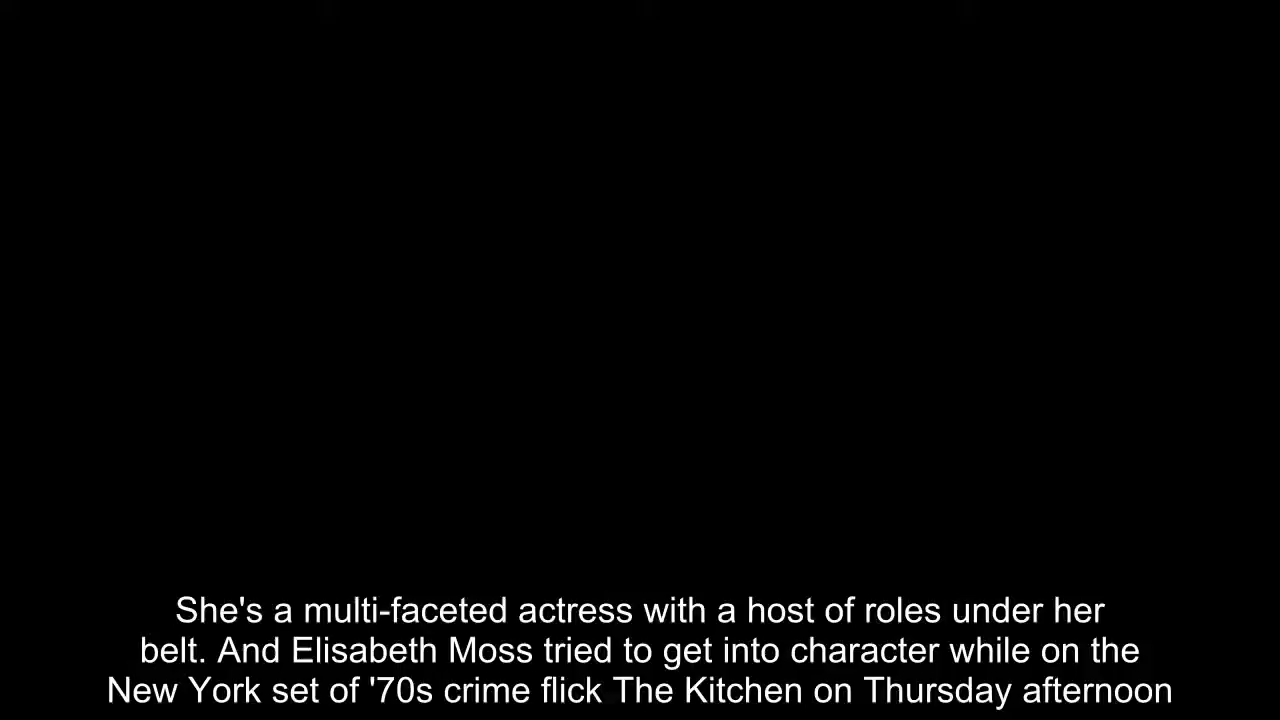 She's a multi-faceted actress with a host of roles under her
belt. And Elisabeth Moss tried to get into character while on the
New York set of '70s crime flick The Kitchen on Thursday afternoon